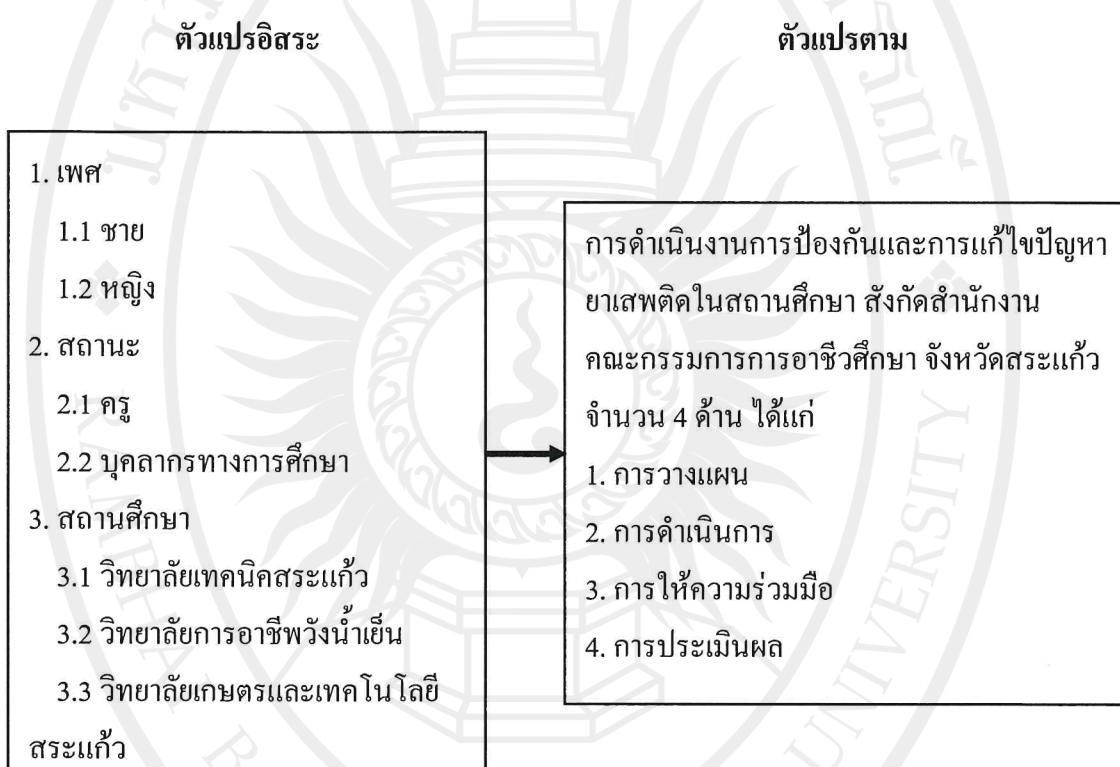 ตัวแปรอิสระ
ตัวแปรตาม
1. เพศ
1.1 ชาย
1.2 หญิง
2. สถานะ
2.1 ครู
2.2 บุคลากรทางการศึกษา
3. สถานศึกษา
3.1 วิทยาลัยเทคนิคสระแก้ว
3.2 วิทยาลัยการอาชีพวังน้ำเย็น
3.3 วิทยาลัยเกษตรและเทคโนโลยี
สระแก้ว
การดำเนินงานการป้องกันและการแก้ไขปัญหา
ยาเสพติดในสถานศึกษา สังกัดสำนักงาน
คณะกรรมการการอาชีวศึกษา จังหวัดสระแก้ว
จำนวน 4 ด้าน ได้แก่
1. การวางแผน
2. การดำเนินการ
3. การให้ความร่วมมือ
4. การประเมินผล
UNIVERSITY